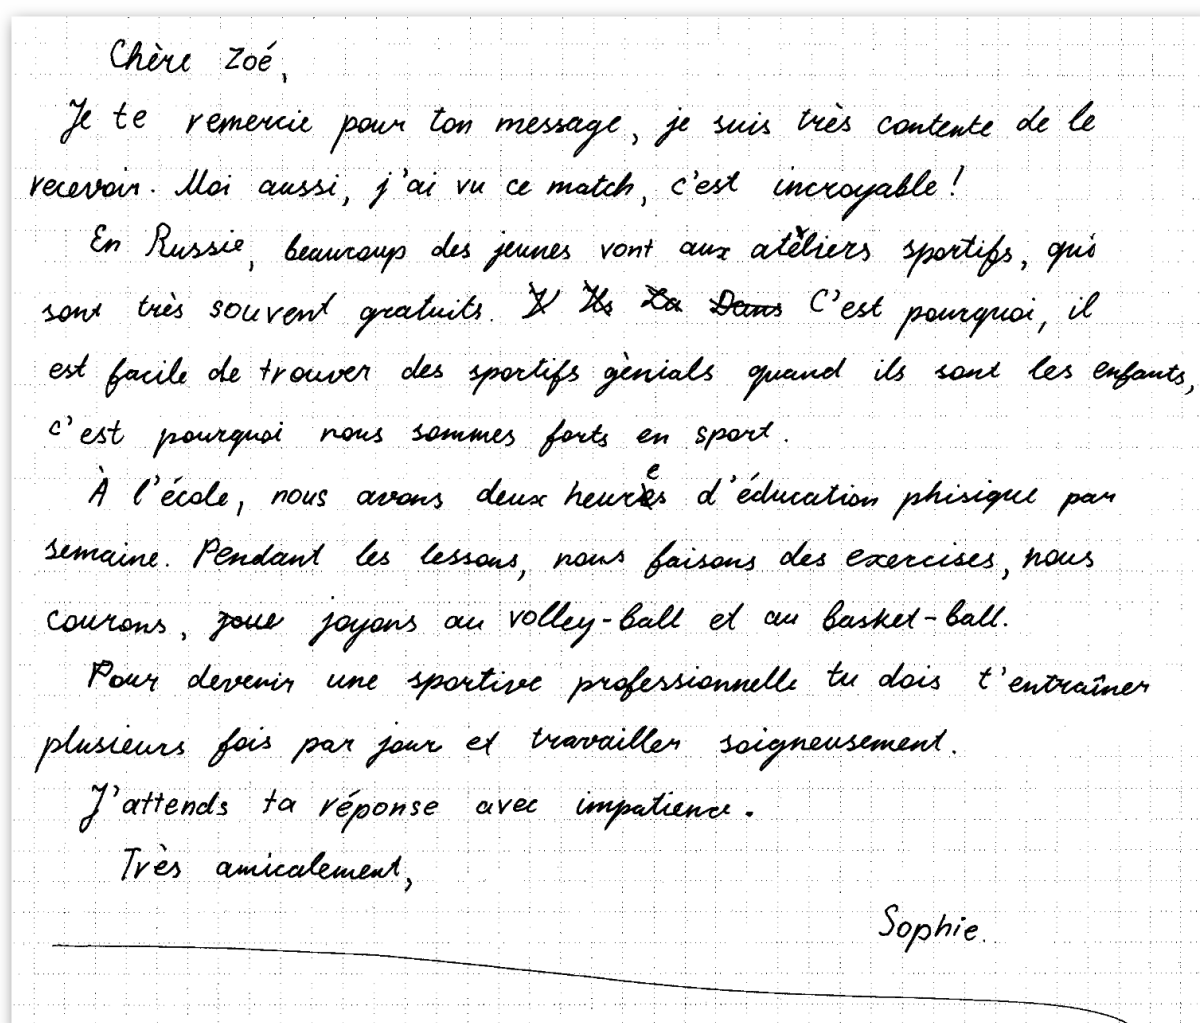 Chère Zoé,
Je te remercie pour ton message, je suis très contente de le
recevoir. Moi aussi, j'ai vu ce match, c'est incroyable!
En Russie, beaucoup des jeunes vont aux atéliers sportifs, qui
sont très souvent gratuits. C'est pourquoi, il
est facile de trouver des sportifs gènials quand ils sont les enfants,
c'est pourquoi nous sommes forts en sport.
À l'école, nous avons deux heures d'éducation phisique par
semaine. Pendant les lessons, nous faisons des exercises, nous
courons, joue joyons au volley-ball et au basket-ball.
Pour devenir une sportive professionnelle tu dois t'entraîner
plusieurs fois par jour et travailler soigneusement.
J'attends ta réponse avec impatience.
Très amicalement,
Sophie.